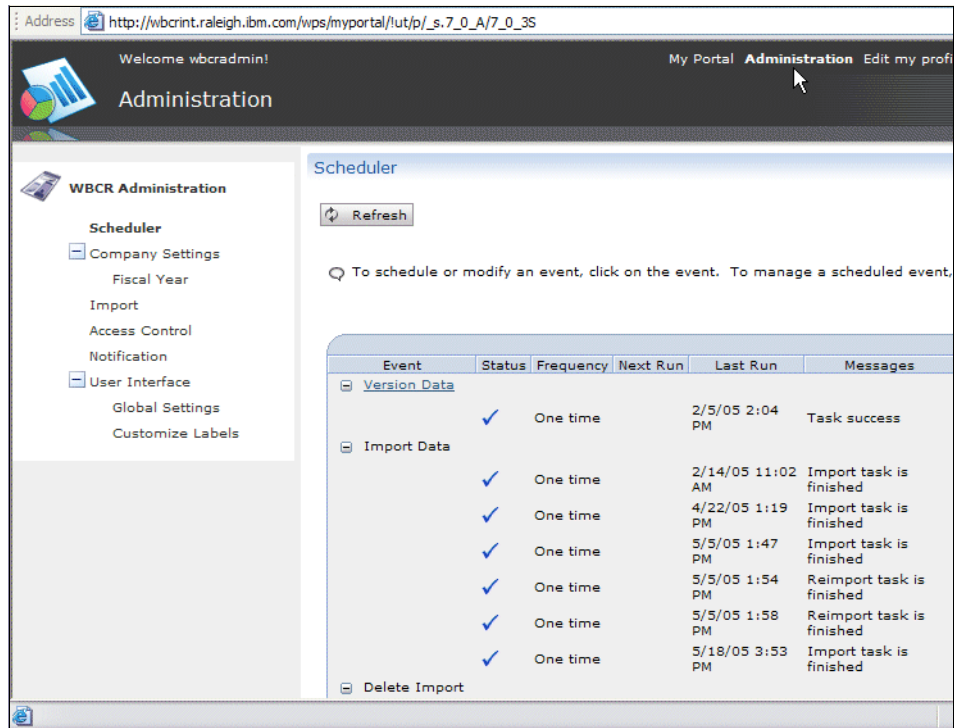 Address http://wbcrint.raleigh.ibm.com/wps/myportal/!ut/p/_s.7_0_A/7_0_3S
Welcome wbcradmin!
My Portal Administration Edit my profi
Administration
WBCR Administration
Scheduler
Company Settings
Fiscal Year
Import
Access Control
Notification
User Interface
Global Settings
Customize Labels
Scheduler
Refresh
To schedule or modify an event, click on the event. To manage a scheduled event,
Event Status Frequency Next Run Last Run Messages
Version Data
One time 2/5/05 2:04 PM Task success
Import Data
One time 2/14/05 11:02 AM Import task is finished
One time 4/22/05 1:19 PM Import task is finished
One time 5/5/05 1:47 PM Import task is finished
One time 5/5/05 1:54 PM Reimport task is finished
One time 5/5/05 1:58 PM Reimport task is finished
One time 5/18/05 3:53 PM Import task is finished
Delete Import